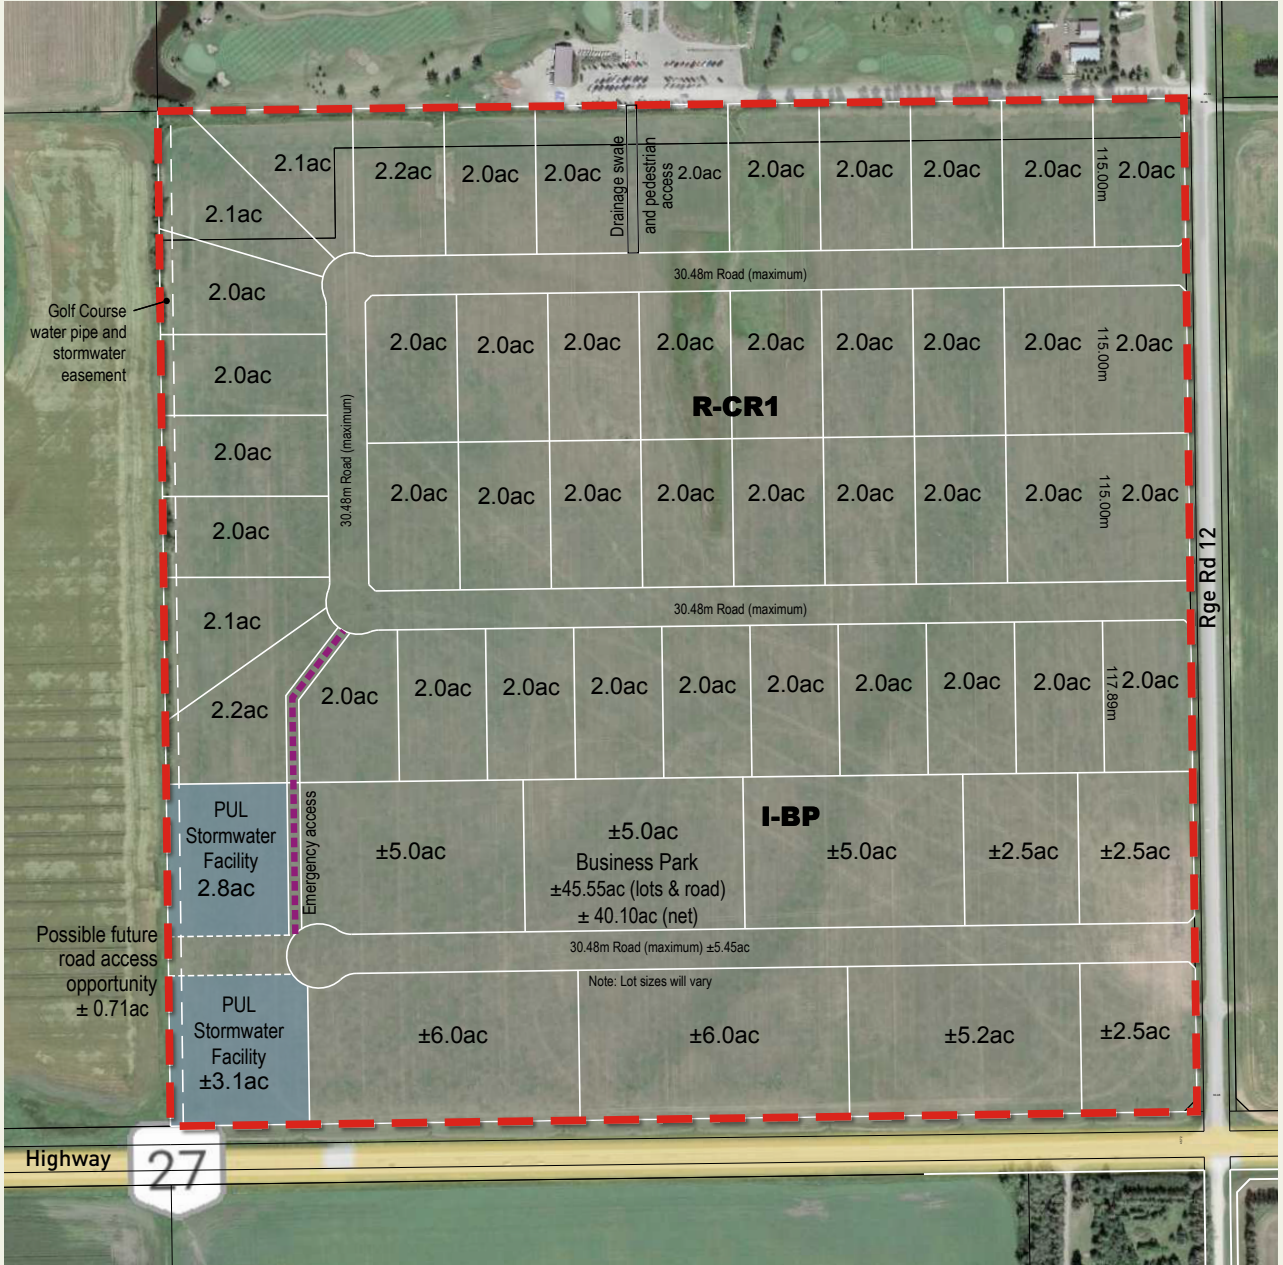 2.1ac
2.2ac
2.0ac
2.0ac
Drainage swale
and pedestrian
access
2.0ac
2.0ac
2.0ac
2.0ac
2.0ac
115.00m
2.0ac
2.1ac
30.48m Road (maximum)
2.0ac
Golf Course
water pipe and
stormwater
easement
2.0ac
2.0ac
2.0ac
2.0ac
2.0ac
2.0ac
2.0ac
2.0ac
115.00m
2.0ac
2.0ac
R-CR1
30.48m Road (maximum)
2.0ac
2.0ac
2.0ac
2.0ac
2.0ac
2.0ac
2.0ac
2.0ac
2.0ac
115.00m
2.0ac
2.0ac
Rge Rd 12
30.48m Road (maximum)
2.1ac
2.2ac
2.0ac
2.0ac
2.0ac
2.0ac
2.0ac
2.0ac
2.0ac
2.0ac
2.0ac
117.89m
2.0ac
PUL
Stormwater
Facility
2.8ac
Emergency access
I-BP
±5.0ac
±5.0ac
Business Park
±45.55ac (lots & road)
± 40.10ac (net)
±5.0ac
±2.5ac
±2.5ac
Possible future
road access
opportunity
± 0.71ac
30.48m Road (maximum) ±5.45ac
Note: Lot sizes will vary
PUL
Stormwater
Facility
±3.1ac
±6.0ac
±6.0ac
±5.2ac
±2.5ac
Highway
27